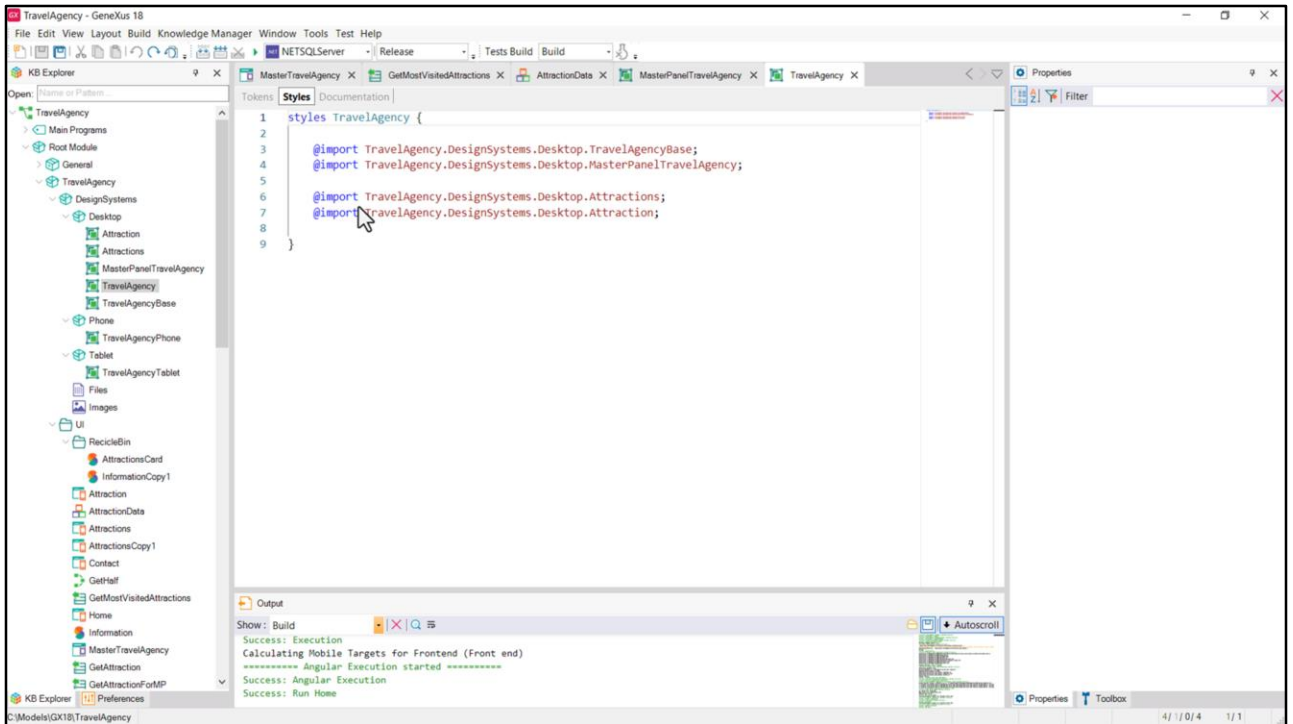 GX TravelAgency - GeneXus 18
File Edit View Layout Build Knowledge Manager Window Tools Test Help
NETSQLServer Release Tests Build Build
KB Explorer
Open: Name or Pattern...
TravelAgency
Main Programs
Root Module
General
TravelAgency
DesignSystems
Desktop
Attraction
Attractions
MasterPanelTravelAgency
TravelAgency
TravelAgencyBase
Phone
TravelAgencyPhone
Tablet
TravelAgencyTablet
Files
Images
UI
RecicleBin
AttractionsCard
InformationCopy1
Attraction
AttractionData
Attractions
AttractionsCopy1
Contact
GetHalf
GetMostVisitedAttractions
Home
Information
MasterTravelAgency
GetAttraction
GetAttractionForMP
KB Explorer Preferences
MasterTravelAgency GetMostVisitedAttractions AttractionData MasterPanelTravelAgency TravelAgency
Tokens Styles Documentation
1 styles TravelAgency {
2
3 @import TravelAgency.DesignSystems.Desktop.TravelAgencyBase;
4 @import TravelAgency.DesignSystems.Desktop.MasterPanelTravelAgency;
5
6 @import TravelAgency.DesignSystems.Desktop.Attractions;
7 @import TravelAgency.DesignSystems.Desktop.Attraction;
8
9 }
Output
Show: Build Autoscroll
Success: Execution
Calculating Mobile Targets for Frontend (Front end)
========== Angular Execution started ==========
Success: Angular Execution
Success: Run Home
Properties
Filter
Properties Toolbox
C:\Models\GX18\TravelAgency
4/ 1/ 0/ 4 1/ 1